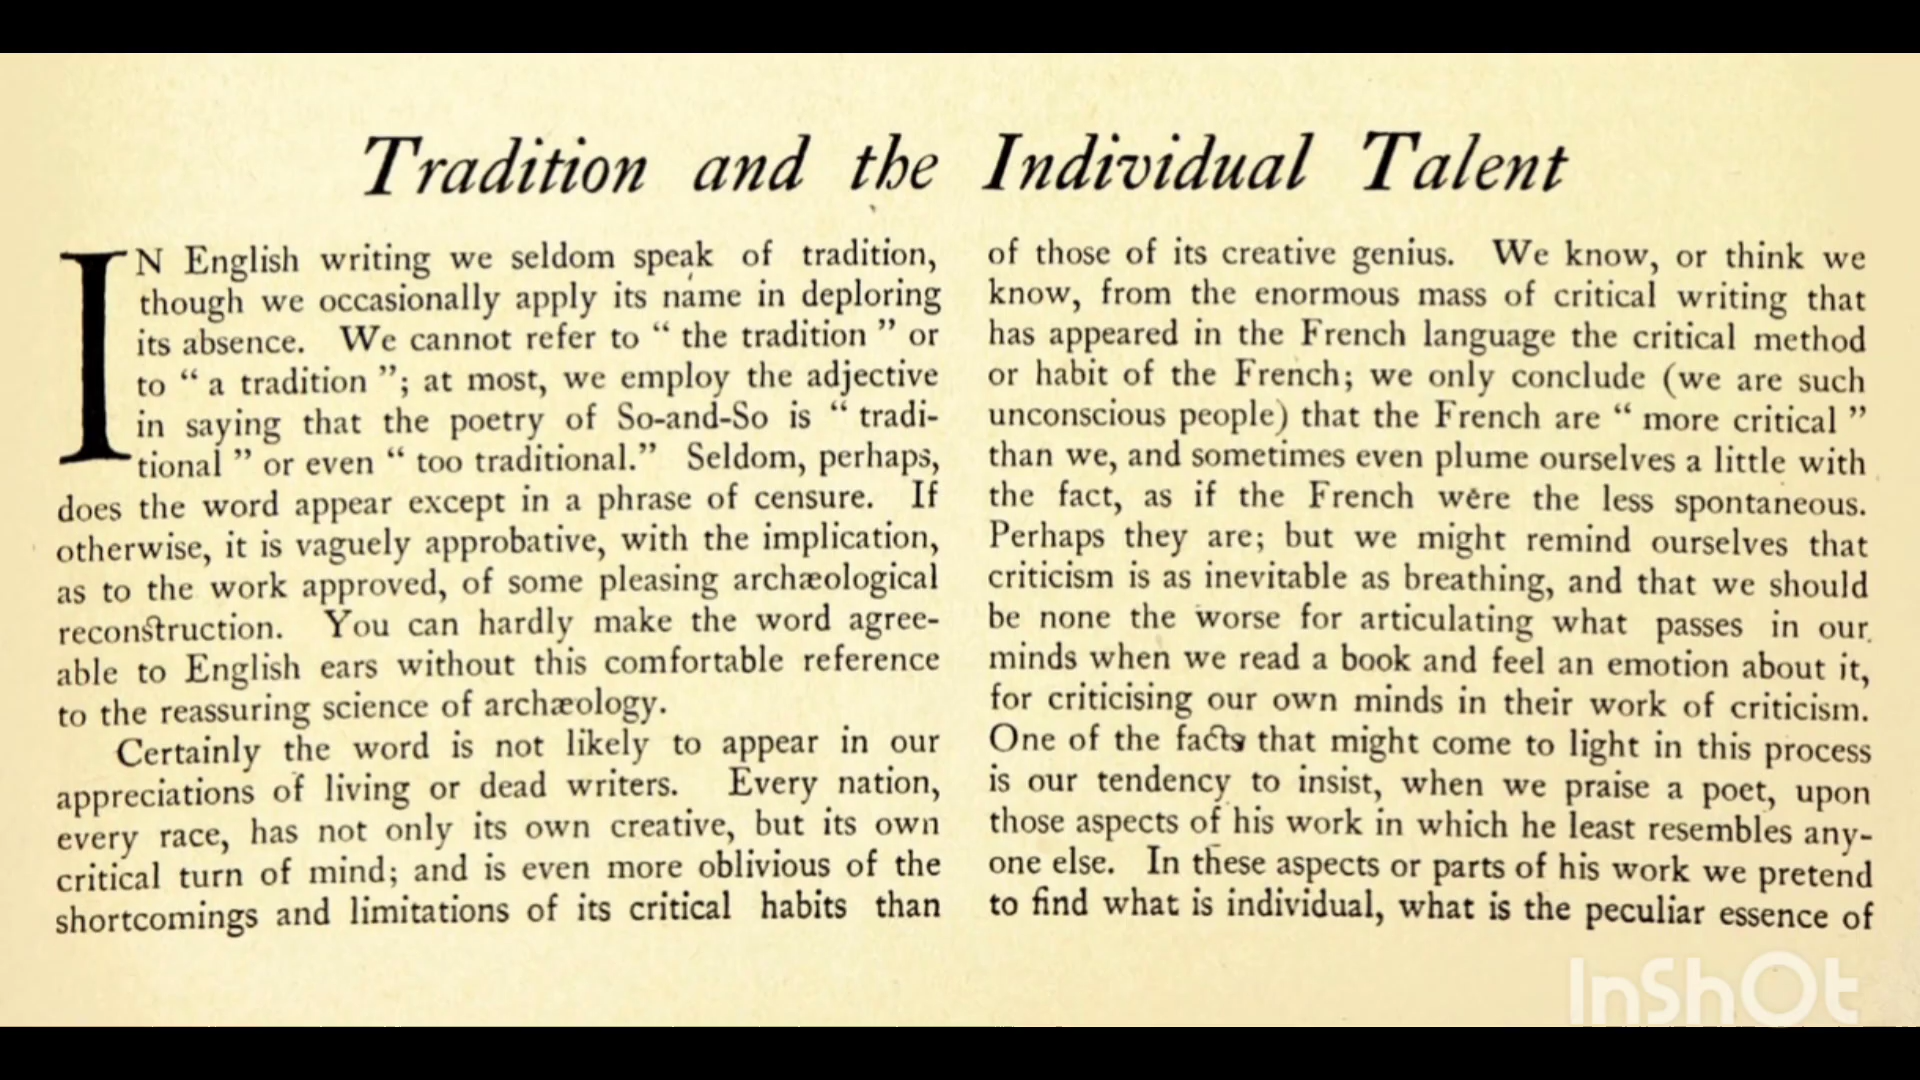 Tradition and the Individual Talent
IN English writing we seldom speak of tradition,
though we occasionally apply its name in deploring
its absence. We cannot refer to “ the tradition ” or
to “ a tradition ”; at most, we employ the adjective
in saying that the poetry of So-and-So is “ tradi-
tional ” or even “ too traditional.” Seldom, perhaps,
does the word appear except in a phrase of censure. If
otherwise, it is vaguely approbative, with the implication,
as to the work approved, of some pleasing archæological
reconstruction. You can hardly make the word agree-
able to English ears without this comfortable reference
to the reassuring science of archæology.
Certainly the word is not likely to appear in our
appreciations of living or dead writers. Every nation,
every race, has not only its own creative, but its own
critical turn of mind; and is even more oblivious of the
shortcomings and limitations of its critical habits than
of those of its creative genius. We know, or think we
know, from the enormous mass of critical writing that
has appeared in the French language the critical method
or habit of the French; we only conclude (we are such
unconscious people) that the French are “ more critical ”
than we, and sometimes even plume ourselves a little with
the fact, as if the French were the less spontaneous.
Perhaps they are; but we might remind ourselves that
criticism is as inevitable as breathing, and that we should
be none the worse for articulating what passes in our
minds when we read a book and feel an emotion about it,
for criticising our own minds in their work of criticism.
One of the facts that might come to light in this process
is our tendency to insist, when we praise a poet, upon
those aspects of his work in which he least resembles any-
one else. In these aspects or parts of his work we pretend
to find what is individual, what is the peculiar essence of
InShOt